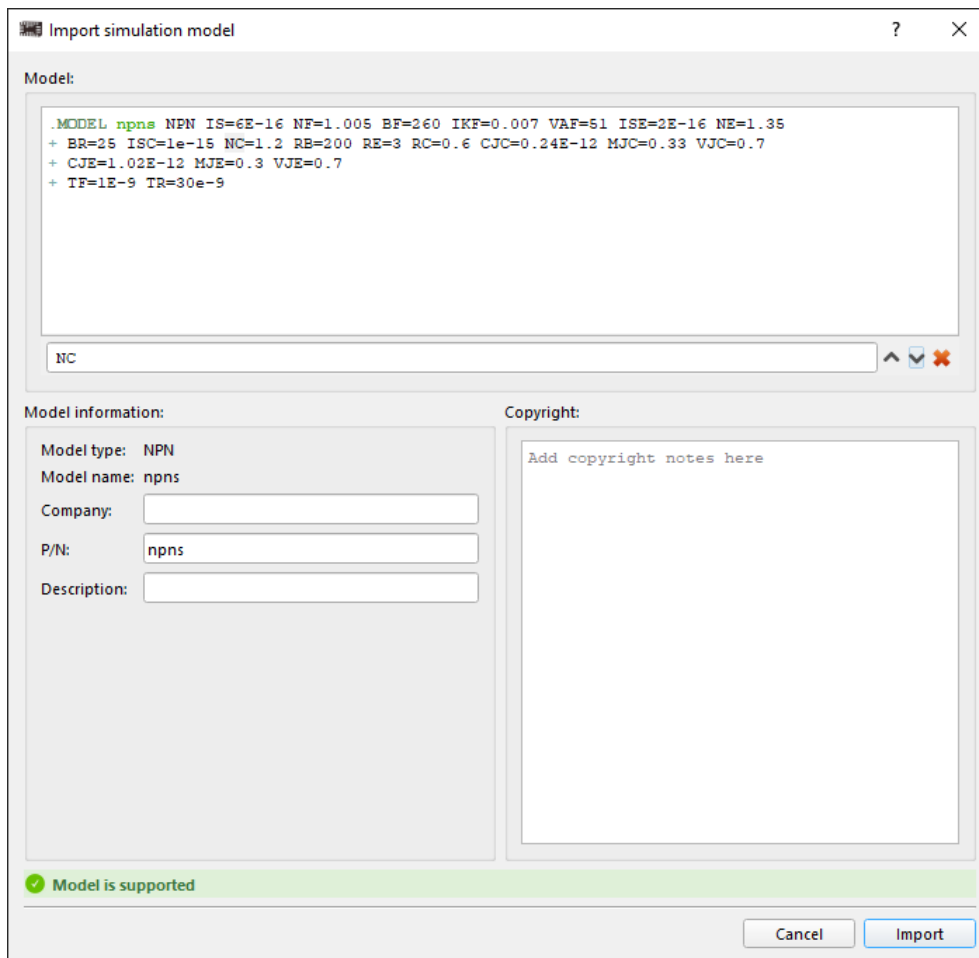 Import simulation model
?
Model:
.MODEL npns NPN IS=6E-16 NF=1.005 BF=260 IKF=0.007 VAF=51 ISE=2E-16 NE=1.35
+ BR=25 ISC=1e-15 NC=1.2 RB=200 RE=3 RC=0.6 CJC=0.24E-12 MJC=0.33 VJC=0.7
+ CJE=1.02E-12 MJE=0.3 VJE=0.7
+ TF=1E-9 TR=30e-9
NC
Model information:
Model type: NPN
Model name: npns
Company:
P/N: npns
Description:
Copyright:
Add copyright notes here
Model is supported
Cancel
Import